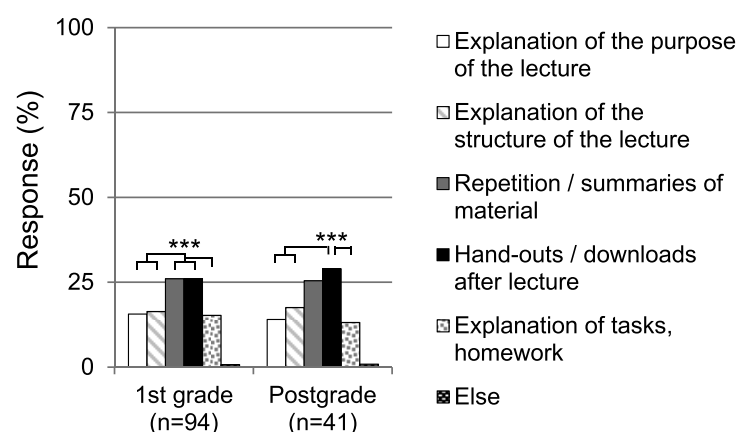 Response (%)
100
75
50
25
0
***
***
1st grade
(n=94)
Postgrade
(n=41)
Explanation of the purpose
of the lecture
Explanation of the
structure of the lecture
Repetition / summaries of
material
Hand-outs / downloads
after lecture
Explanation of tasks,
homework
Else